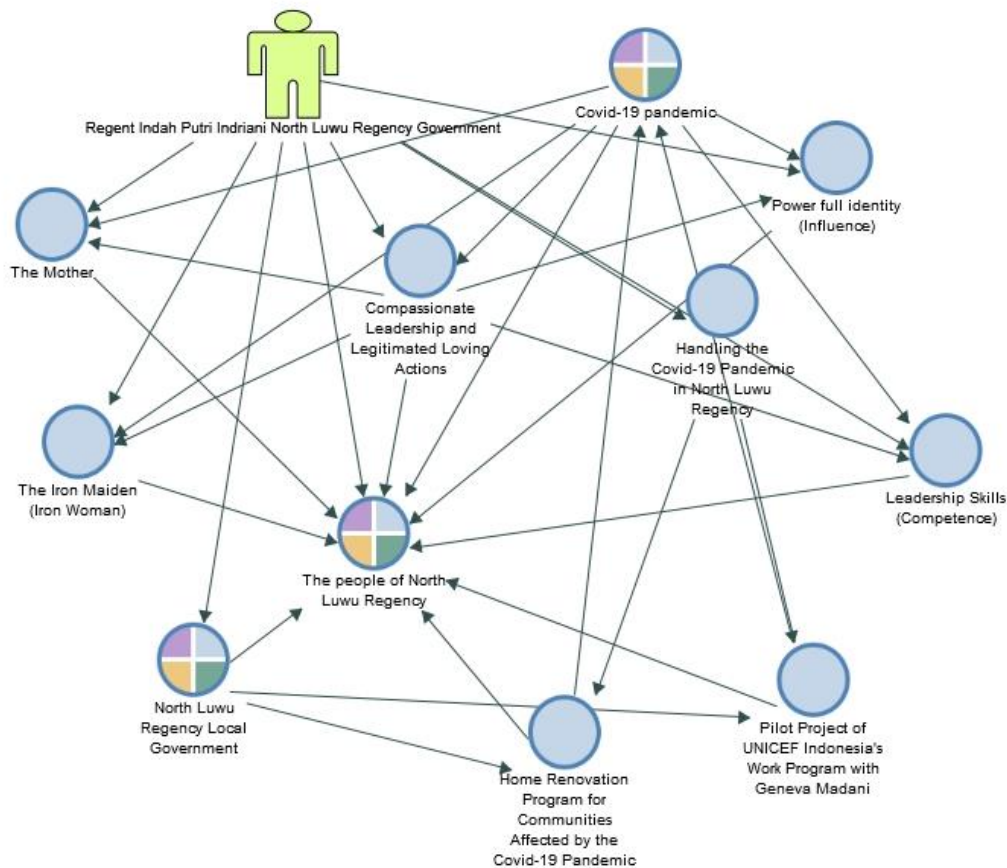 Regent Indah Putri Indriani North Luwu Regency Government
Covid-19 pandemic
Power full identity
(Influence)
The Mother
Compassionate
Leadership and
Legitimated Loving
Actions
Handling the
Covid-19 Pandemic
in North Luwu
Regency
The Iron Maiden
(Iron Woman)
Leadership Skills
(Competence)
The people of North
Luwu Regency
North Luwu
Regency Local
Government
Home Renovation
Program for
Communities
Affected by the
Covid-19 Pandemic
Pilot Project of
UNICEF Indonesia's
Work Program with
Geneva Madani